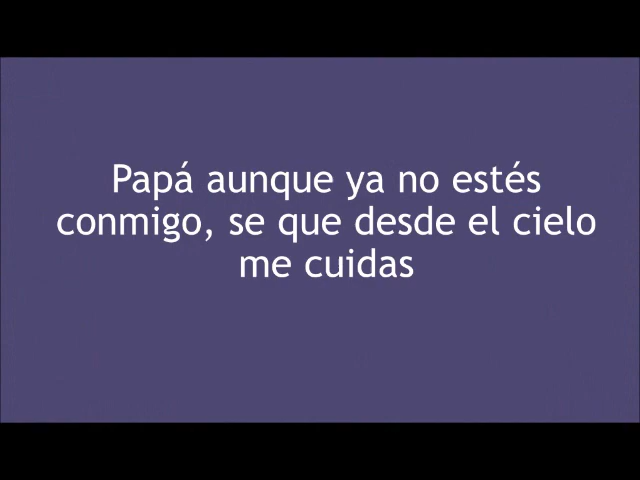 Papá aunque ya no estés
conmigo, se que desde el cielo
me cuidas